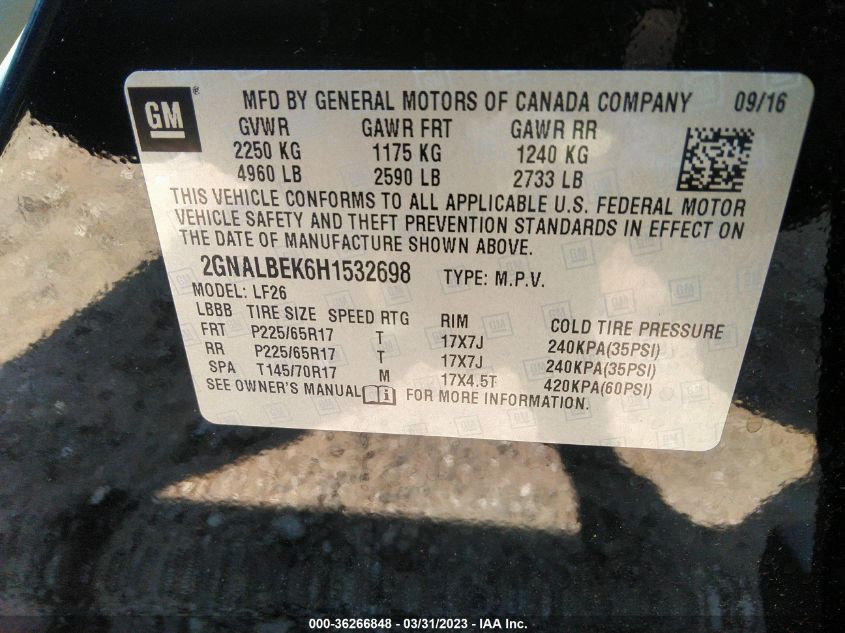 GM ® MFD BY GENERAL MOTORS OF CANADA COMPANY 09/16
GVWR GAWR FRT GAWR RR
2250 KG 1175 KG 1240 KG
4960 LB 2590 LB 2733 LB
THIS VEHICLE CONFORMS TO ALL APPLICABLE U.S. FEDERAL MOTOR
VEHICLE SAFETY AND THEFT PREVENTION STANDARDS IN EFFECT ON
THE DATE OF MANUFACTURE SHOWN ABOVE.
2GNALBEK6H1532698 TYPE: M.P.V.
MODEL: LF26
LBBB TIRE SIZE SPEED RTG RIM COLD TIRE PRESSURE
FRT P225/65R17 T 17X7J 240KPA(35PSI)
RR P225/65R17 T 17X7J 240KPA(35PSI)
SPA T145/70R17 M 17X4.5T 420KPA(60PSI)
SEE OWNER'S MANUAL FOR MORE INFORMATION.
000-36266848 - 03/31/2023 - IAA Inc.